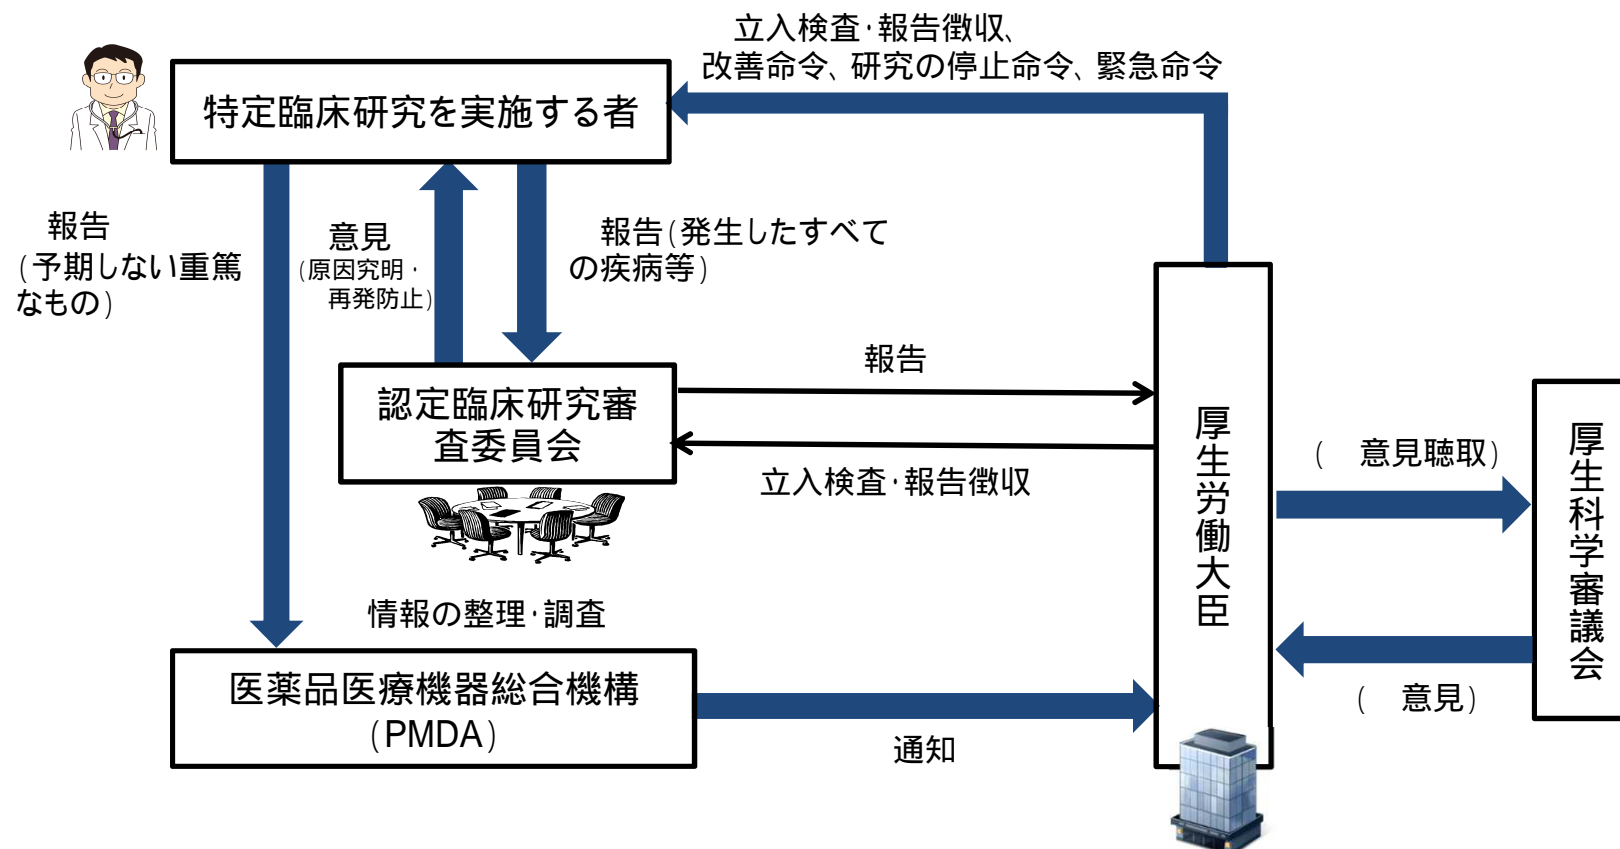 立入検査・報告徴収、
改善命令、研究の停止命令、緊急命令
特定臨床研究を実施する者
報告
(予期しない重篤
なもの)
意見
(原因究明・
再発防止)
報告(発生したすべて
の疾病等)
報告
認定臨床研究審
査委員会
立入検査・報告徴収
厚生労働大臣
( 意見聴取)
厚生科学審議会
( 意見)
情報の整理・調査
医薬品医療機器総合機構
(PMDA)
通知